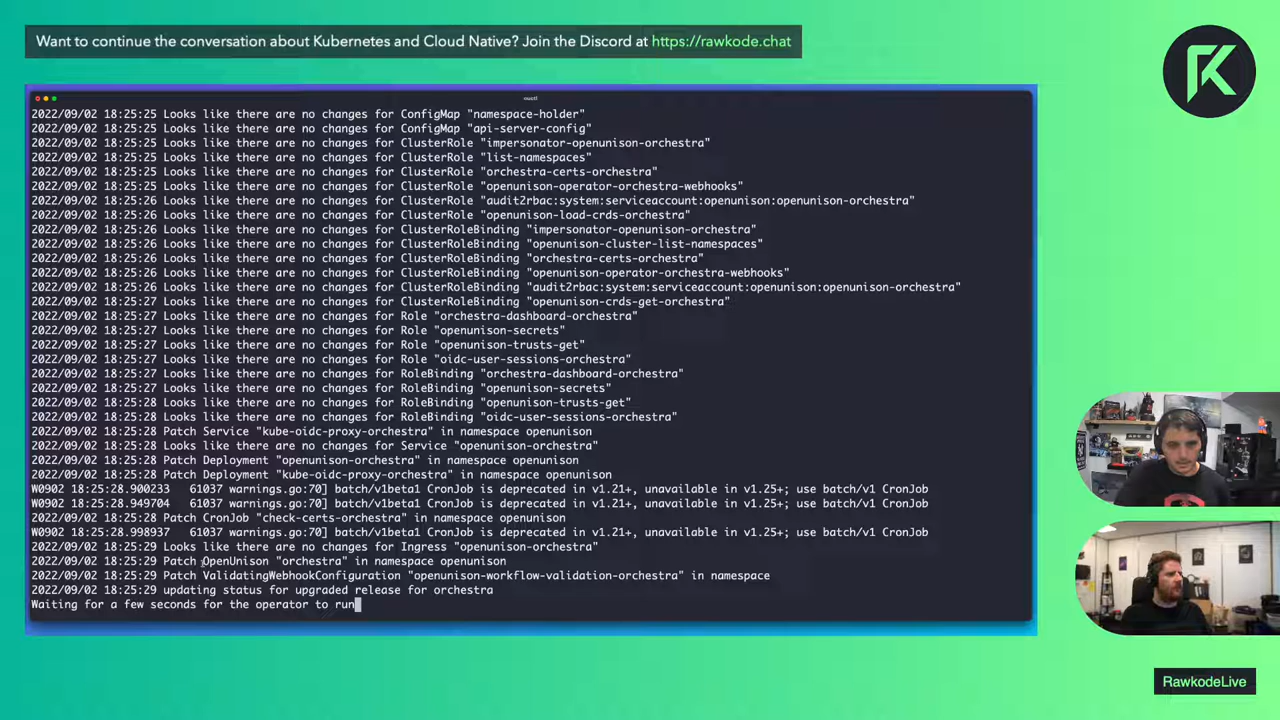 Want to continue the conversation about Kubernetes and Cloud Native? Join the Discord at https://rawkode.chat
ouctl
2022/09/02 18:25:25 Looks like there are no changes for ConfigMap "namespace-holder"
2022/09/02 18:25:25 Looks like there are no changes for ConfigMap "api-server-config"
2022/09/02 18:25:25 Looks like there are no changes for ClusterRole "impersonator-openunison-orchestra"
2022/09/02 18:25:25 Looks like there are no changes for ClusterRole "list-namespaces"
2022/09/02 18:25:25 Looks like there are no changes for ClusterRole "orchestra-certs-orchestra"
2022/09/02 18:25:25 Looks like there are no changes for ClusterRole "openunison-operator-orchestra-webhooks"
2022/09/02 18:25:26 Looks like there are no changes for ClusterRole "audit2rbac:system:serviceaccount:openunison:openunison-orchestra"
2022/09/02 18:25:26 Looks like there are no changes for ClusterRole "openunison-load-crds-orchestra"
2022/09/02 18:25:26 Looks like there are no changes for ClusterRoleBinding "impersonator-openunison-orchestra"
2022/09/02 18:25:26 Looks like there are no changes for ClusterRoleBinding "openunison-cluster-list-namespaces"
2022/09/02 18:25:26 Looks like there are no changes for ClusterRoleBinding "orchestra-certs-orchestra"
2022/09/02 18:25:26 Looks like there are no changes for ClusterRoleBinding "openunison-operator-orchestra-webhooks"
2022/09/02 18:25:26 Looks like there are no changes for ClusterRoleBinding "audit2rbac:system:serviceaccount:openunison:openunison-orchestra"
2022/09/02 18:25:26 Looks like there are no changes for ClusterRoleBinding "openunison-crds-get-orchestra"
2022/09/02 18:25:27 Looks like there are no changes for Role "orchestra-dashboard-orchestra"
2022/09/02 18:25:27 Looks like there are no changes for Role "openunison-secrets"
2022/09/02 18:25:27 Looks like there are no changes for Role "openunison-trusts-get"
2022/09/02 18:25:27 Looks like there are no changes for Role "oidc-user-sessions-orchestra"
2022/09/02 18:25:27 Looks like there are no changes for RoleBinding "orchestra-dashboard-orchestra"
2022/09/02 18:25:27 Looks like there are no changes for RoleBinding "openunison-secrets"
2022/09/02 18:25:28 Looks like there are no changes for RoleBinding "openunison-trusts-get"
2022/09/02 18:25:28 Looks like there are no changes for RoleBinding "oidc-user-sessions-orchestra"
2022/09/02 18:25:28 Patch Service "kube-oidc-proxy-orchestra" in namespace openunison
2022/09/02 18:25:28 Looks like there are no changes for Service "openunison-orchestra"
2022/09/02 18:25:28 Patch Deployment "openunison-orchestra" in namespace openunison
2022/09/02 18:25:28 Patch Deployment "kube-oidc-proxy-orchestra" in namespace openunison
W0902 18:25:28.900233   61037 warnings.go:70] batch/v1beta1 CronJob is deprecated in v1.21+, unavailable in v1.25+; use batch/v1 CronJob
W0902 18:25:28.949704   61037 warnings.go:70] batch/v1beta1 CronJob is deprecated in v1.21+, unavailable in v1.25+; use batch/v1 CronJob
2022/09/02 18:25:28 Patch CronJob "check-certs-orchestra" in namespace openunison
W0902 18:25:28.998937   61037 warnings.go:70] batch/v1beta1 CronJob is deprecated in v1.21+, unavailable in v1.25+; use batch/v1 CronJob
2022/09/02 18:25:29 Looks like there are no changes for Ingress "openunison-orchestra"
2022/09/02 18:25:29 Patch OpenUnison "orchestra" in namespace openunison
2022/09/02 18:25:29 Patch ValidatingWebhookConfiguration "openunison-workflow-validation-orchestra" in namespace
2022/09/02 18:25:29 updating status for upgraded release for orchestra
Waiting for a few seconds for the operator to run
RawkodeLive